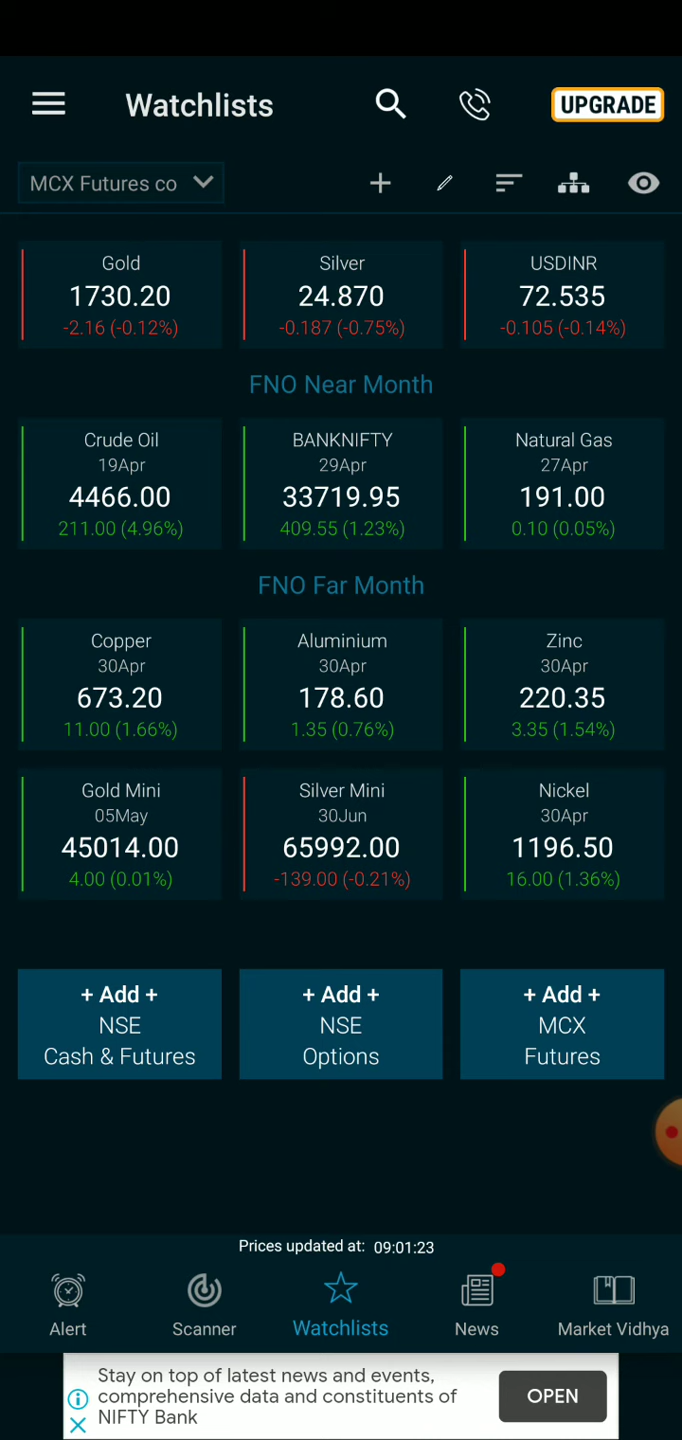 Watchlists
UPGRADE
MCX Futures co
Gold
1730.20
-2.16 (-0.12%)
Silver
24.870
-0.187 (-0.75%)
USDINR
72.535
-0.105 (-0.14%)
FNO Near Month
Crude Oil
19Apr
4466.00
211.00 (4.96%)
BANKNIFTY
29Apr
33719.95
409.55 (1.23%)
Natural Gas
27Apr
191.00
0.10 (0.05%)
FNO Far Month
Copper
30Apr
673.20
11.00 (1.66%)
Aluminium
30Apr
178.60
1.35 (0.76%)
Zinc
30Apr
220.35
3.35 (1.54%)
Gold Mini
05May
45014.00
4.00 (0.01%)
Silver Mini
30Jun
65992.00
-139.00 (-0.21%)
Nickel
30Apr
1196.50
16.00 (1.36%)
+ Add +
NSE
Cash & Futures
+ Add +
NSE
Options
+ Add +
MCX
Futures
Prices updated at: 09:01:23
Alert
Scanner
Watchlists
News
Market Vidhya
Stay on top of latest news and events,
comprehensive data and constituents of
NIFTY Bank
OPEN